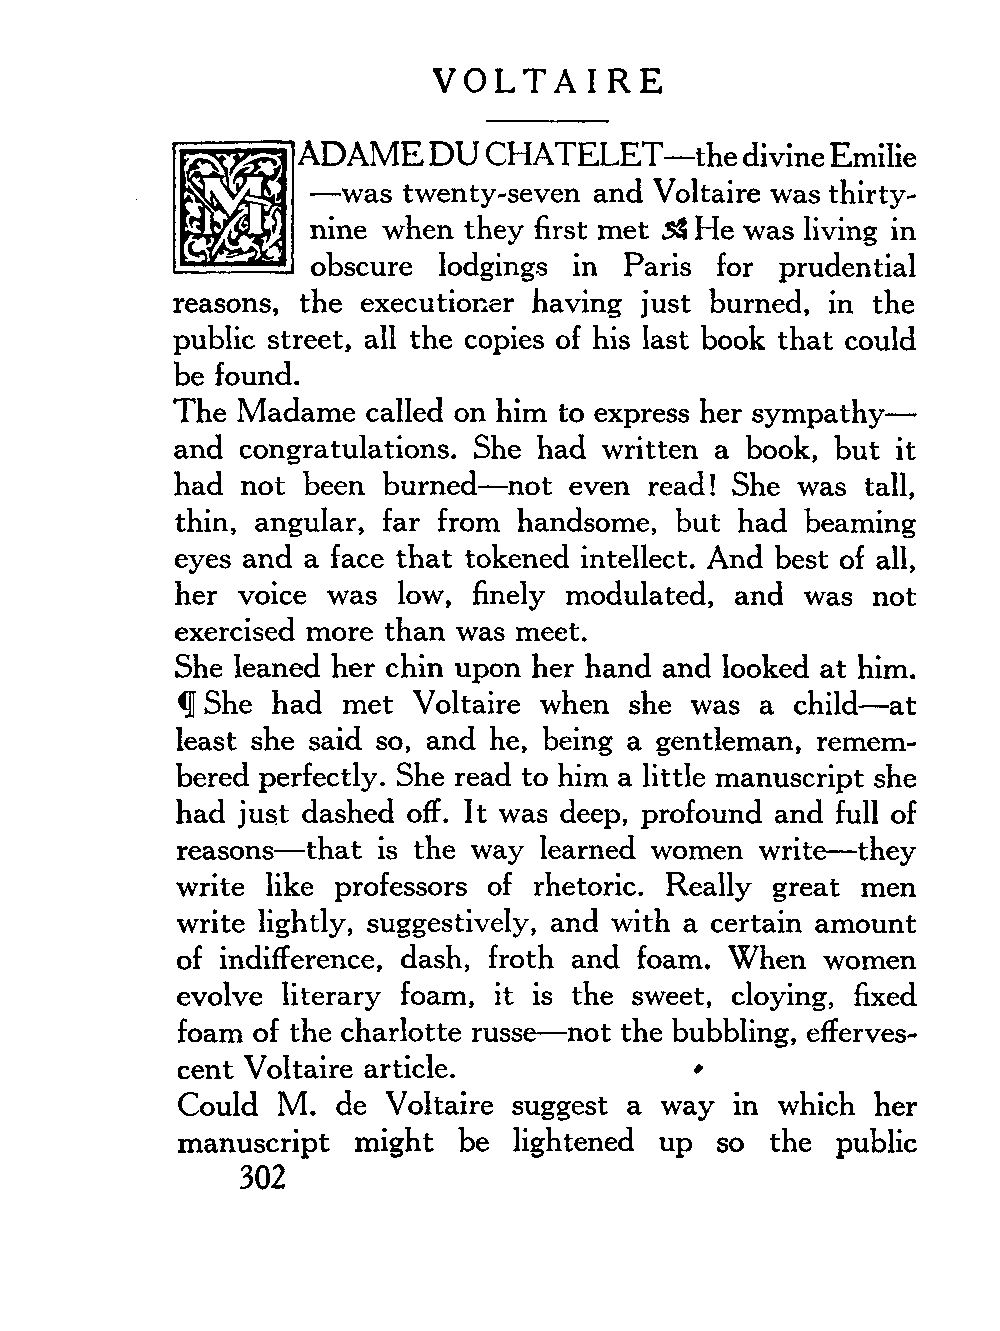 VOLTAIRE
MADAME DU CHATELET—the divine Emilie
—was twenty-seven and Voltaire was thirty-
nine when they first met He was living in
obscure lodgings in Paris for prudential
reasons, the executioner having just burned, in the
public street, all the copies of his last book that could
be found.
The Madame called on him to express her sympathy—
and congratulations. She had written a book, but it
had not been burned—not even read! She was tall,
thin, angular, far from handsome, but had beaming
eyes and a face that tokened intellect. And best of all,
her voice was low, finely modulated, and was not
exercised more than was meet.
She leaned her chin upon her hand and looked at him.
¶ She had met Voltaire when she was a child—at
least she said so, and he, being a gentleman, remem-
bered perfectly. She read to him a little manuscript she
had just dashed off. It was deep, profound and full of
reasons—that is the way learned women write—they
write like professors of rhetoric. Really great men
write lightly, suggestively, and with a certain amount
of indifference, dash, froth and foam. When women
evolve literary foam, it is the sweet, cloying, fixed
foam of the charlotte russe—not the bubbling, efferves-
cent Voltaire article.
Could M. de Voltaire suggest a way in which her
manuscript might be lightened up so the public
302